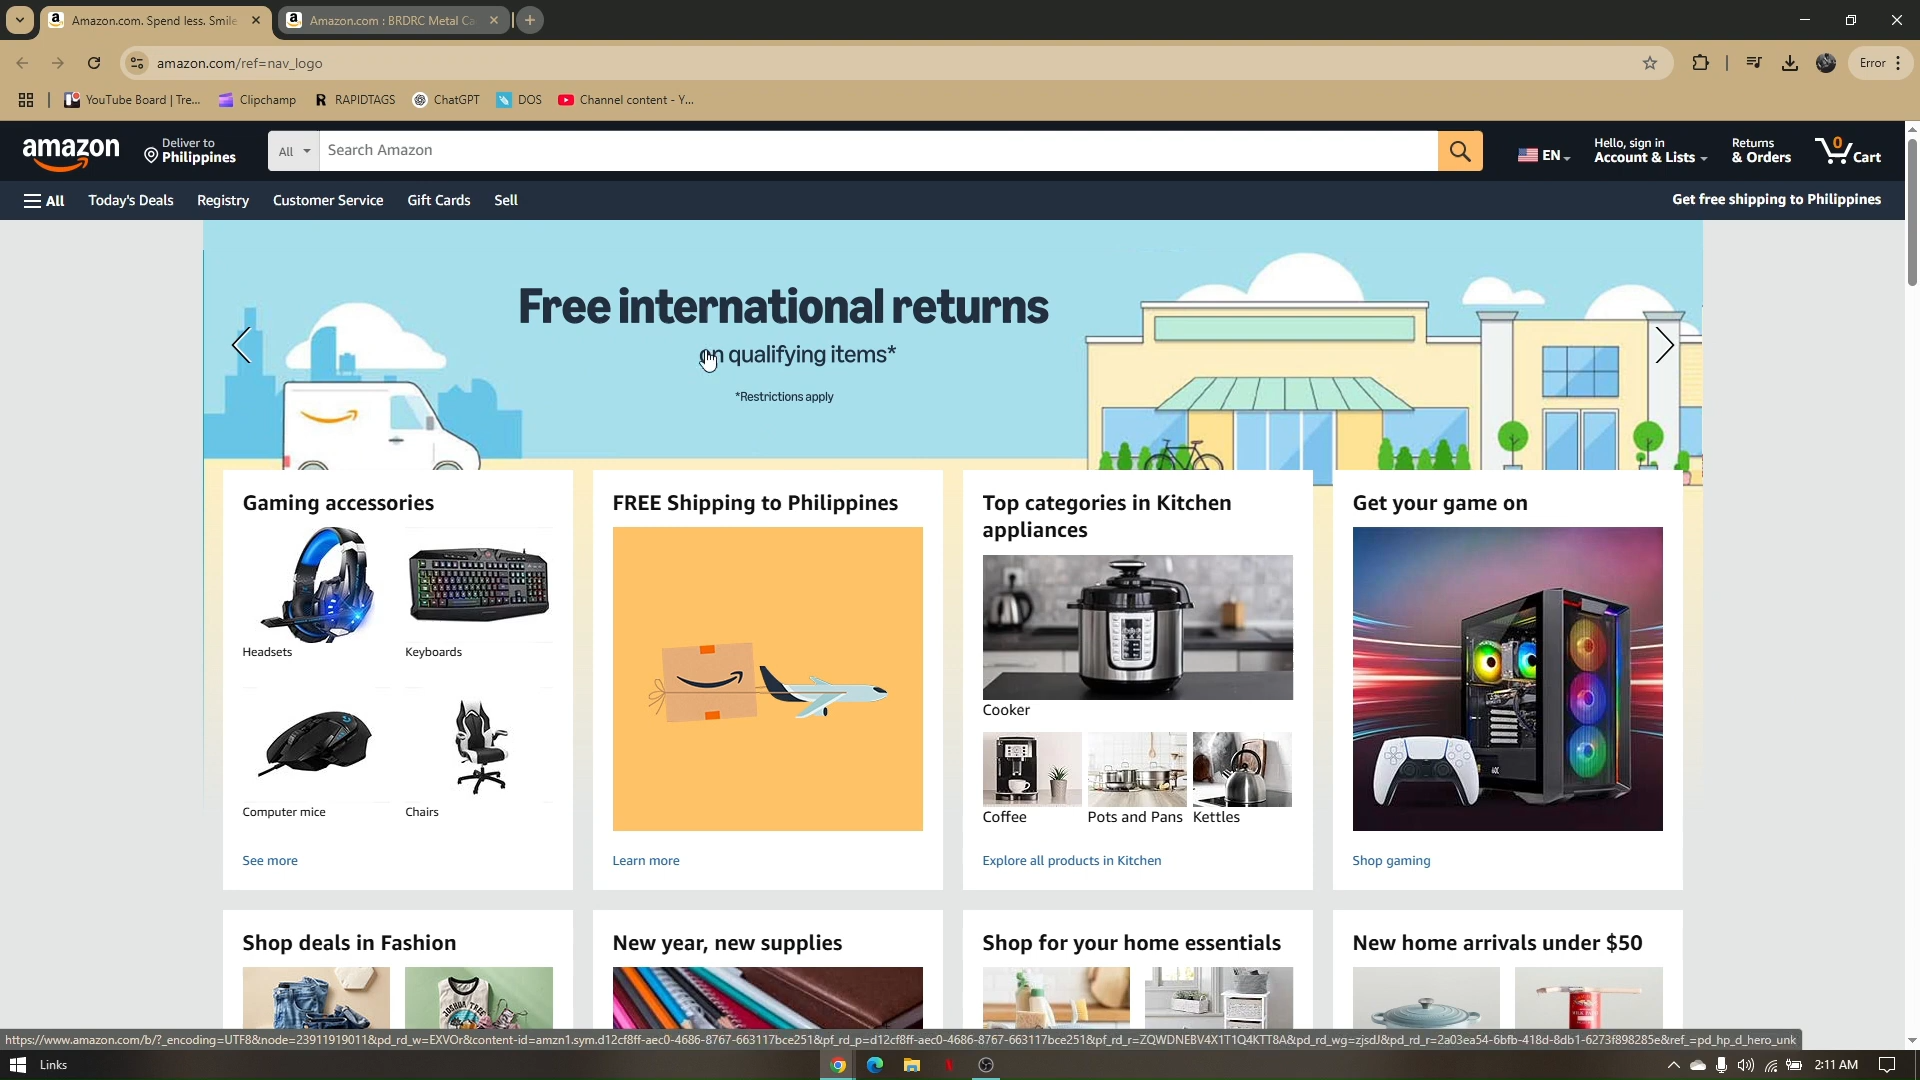 Amazon.com. Spend less. Smile
Amazon.com : BRDRC Metal Ca
amazon.com/ref=nav_logo
Error
YouTube Board | Tre...
Clipchamp
RAPIDTAGS
ChatGPT
DOS
Channel content - Y...
amazon
Deliver to
Philippines
All
Search Amazon
EN
Hello, sign in
Account & Lists
Returns
& Orders
0
Cart
All
Today's Deals
Registry
Customer Service
Gift Cards
Sell
Get free shipping to Philippines
Free international returns
on qualifying items*
*Restrictions apply
Gaming accessories
Headsets
Keyboards
Computer mice
Chairs
See more
FREE Shipping to Philippines
Learn more
Top categories in Kitchen
appliances
Cooker
Coffee
Pots and Pans
Kettles
Explore all products in Kitchen
Get your game on
Shop gaming
Shop deals in Fashion
New year, new supplies
Shop for your home essentials
New home arrivals under $50
https://www.amazon.com/b/?_encoding=UTF8&node=23911919011&pd_rd_w=EXVOr&content-id=amzn1.sym.d12cf8ff-aec0-4686-8767-663117bce251&pf_rd_p=d12cf8ff-aec0-4686-8767-663117bce251&pf_rd_r=ZQWDNEBV4X1T1Q4KTT8A&pd_rd_wg=zjsdJ&pd_rd_r=2a03ea54-6bfb-418d-8db1-6273f898285e&ref_=pd_hp_d_hero_unk
Links
2:11 AM